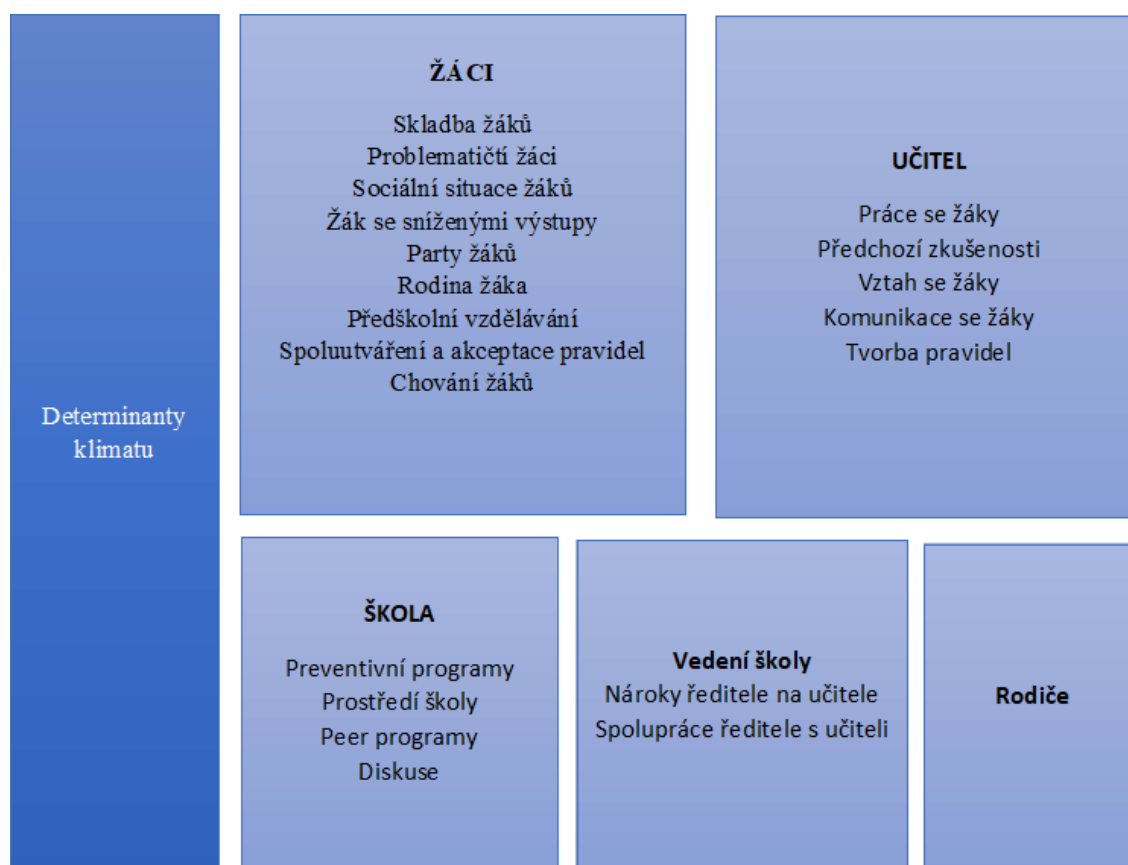 Determinanty
klimatu
ŽÁCI
Skladba žáků
Problematičtí žáci
Sociální situace žáků
Žák se sníženými výstupy
Party žáků
Rodina žáka
Předškolní vzdělávání
Spoluutváření a akceptace pravidel
Chování žáků
UČITEL
Práce se žáky
Předchozí zkušenosti
Vztah se žáky
Komunikace se žáky
Tvorba pravidel
ŠKOLA
Preventivní programy
Prostředí školy
Peer programy
Diskuse
Vedení školy
Nároky ředitele na učitele
Spolupráce ředitele s učiteli
Rodiče